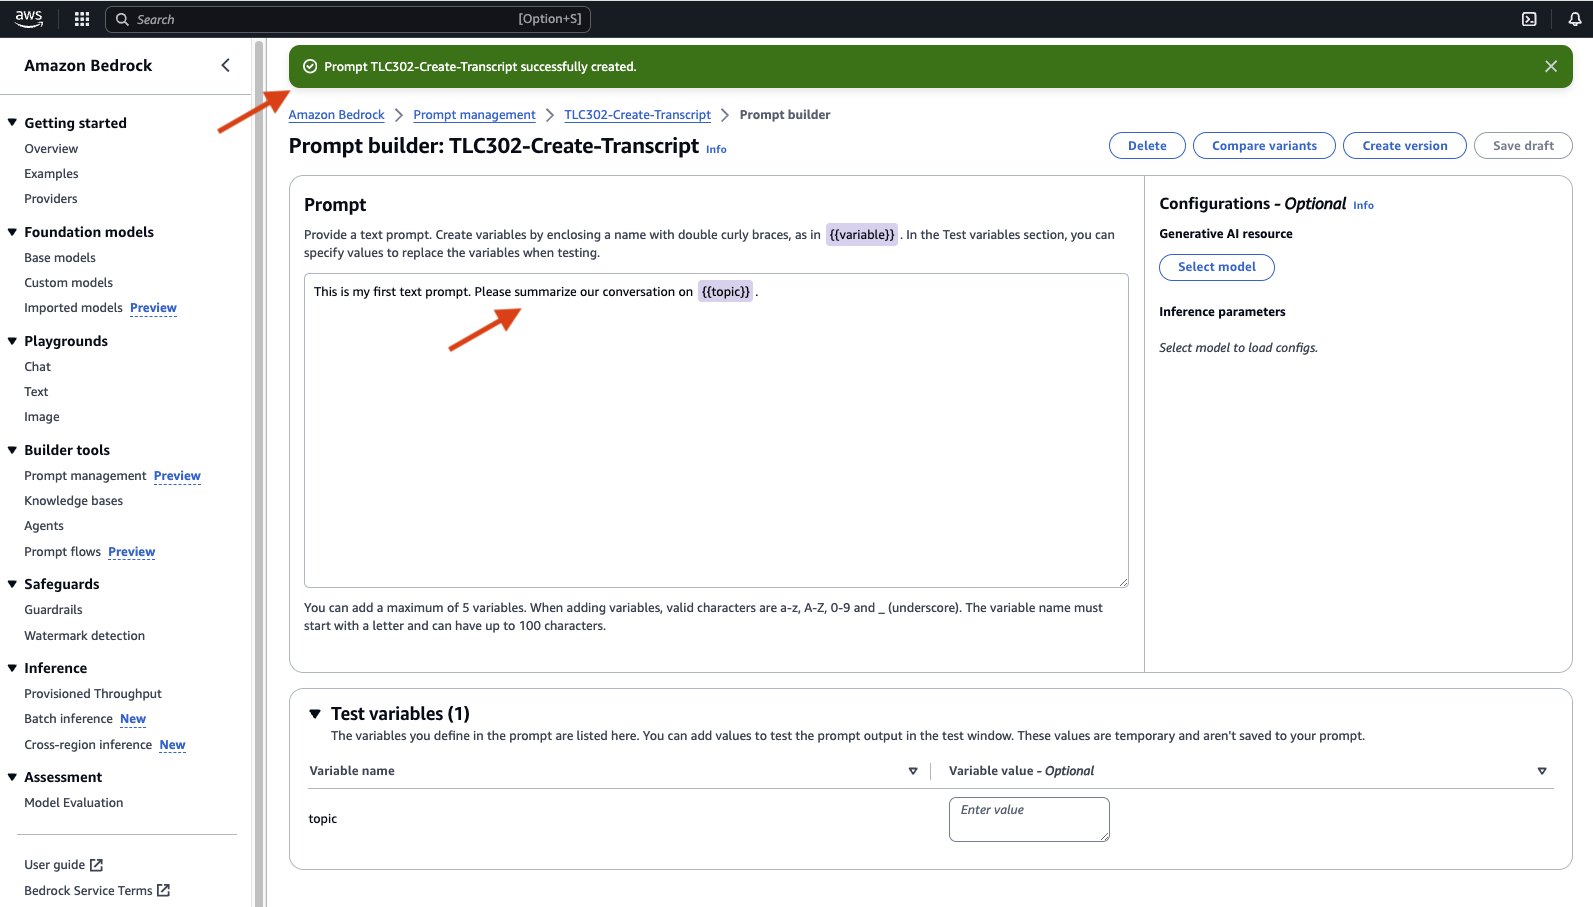 aws
Search [Option+S]
Amazon Bedrock
Getting started
Overview
Examples
Providers
Foundation models
Base models
Custom models
Imported models Preview
Playgrounds
Chat
Text
Image
Builder tools
Prompt management Preview
Knowledge bases
Agents
Prompt flows Preview
Safeguards
Guardrails
Watermark detection
Inference
Provisioned Throughput
Batch inference New
Cross-region inference New
Assessment
Model Evaluation
User guide
Bedrock Service Terms
Prompt TLC302-Create-Transcript successfully created.
Amazon Bedrock > Prompt management > TLC302-Create-Transcript > Prompt builder
Prompt builder: TLC302-Create-Transcript Info
Delete Compare variants Create version Save draft
Prompt
Provide a text prompt. Create variables by enclosing a name with double curly braces, as in {{variable}} . In the Test variables section, you can
specify values to replace the variables when testing.
This is my first text prompt. Please summarize our conversation on {{topic}} .
You can add a maximum of 5 variables. When adding variables, valid characters are a-z, A-Z, 0-9 and _ (underscore). The variable name must
start with a letter and can have up to 100 characters.
Configurations - Optional Info
Generative AI resource
Select model
Inference parameters
Select model to load configs.
Test variables (1)
The variables you define in the prompt are listed here. You can add values to test the prompt output in the test window. These values are temporary and aren't saved to your prompt.
Variable name Variable value - Optional
topic Enter value